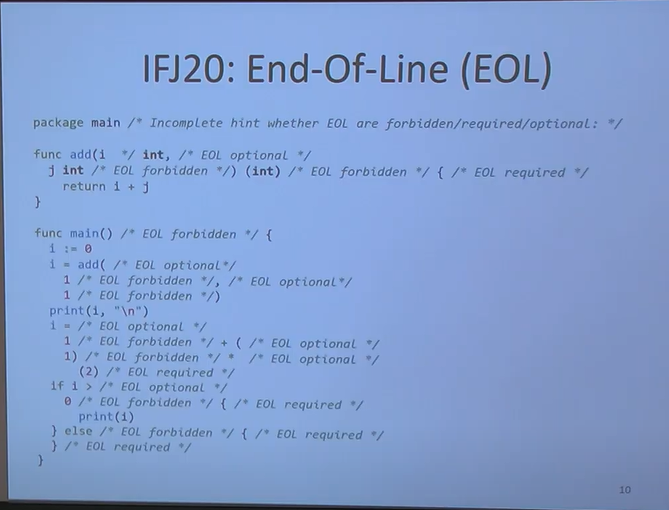 IFJ20: End-Of-Line (EOL)
package main /* Incomplete hint whether EOL are forbidden/required/optional: */
func add(i */ int, /* EOL optional */
j int /* EOL forbidden */) (int) /* EOL forbidden */ { /* EOL required */
return i + j
}
func main() /* EOL forbidden */ {
i := 0
i = add( /* EOL optional*/
1 /* EOL forbidden */, /* EOL optional*/
1 /* EOL forbidden */)
print(i, "\n")
i = /* EOL optional */
1 /* EOL forbidden */ + ( /* EOL optional */
1) /* EOL forbidden */ * /* EOL optional */
(2) /* EOL required */
if i > /* EOL optional */
0 /* EOL forbidden */ { /* EOL required */
print(i)
} else /* EOL forbidden */ { /* EOL required */
} /* EOL required */
}
10